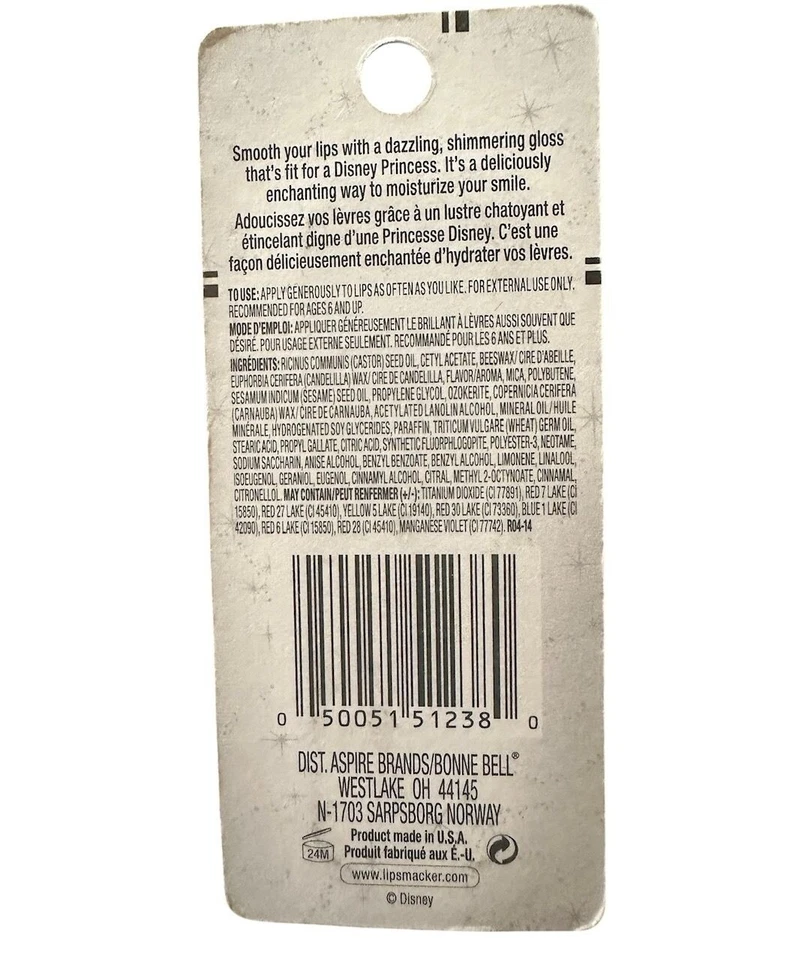 Smooth your lips with a dazzling, shimmering gloss
that's fit for a Disney Princess. It's a deliciously
enchanting way to moisturize your smile.
Adoucissez vos lèvres grâce à un lustre chatoyant et
étincelant digne d'une Princesse Disney. C'est une
façon délicieusement enchantée d'hydrater vos lèvres.
TO USE: APPLY GENEROUSLY TO LIPS AS OFTEN AS YOU LIKE. FOR EXTERNAL USE ONLY.
RECOMMENDED FOR AGES 6 AND UP.
MODE D'EMPLOI: APPLIQUER GÉNÉREUSEMENT LE BRILLANT À LÈVRES AUSSI SOUVENT QUE
DÉSIRÉ. POUR USAGE EXTERNE SEULEMENT. RECOMMANDÉ POUR LES 6 ANS ET PLUS.
INGRÉDIENTS: RICINUS COMMUNIS (CASTOR) SEED OIL, CETYL ACETATE, BEESWAX/ CIRE D'ABEILLE,
EUPHORBIA CERIFERA (CANDELILLA) WAX/ CIRE DE CANDELILLA, FLAVOR/AROMA, MICA, POLYBUTENE,
SESAMUM INDICUM (SESAME) SEED OIL, PROPYLENE GLYCOL, OZOKERITE, COPERNICIA CERIFERA
(CARNAUBA) WAX/ CIRE DE CARNAUBA, ACETYLATED LANOLIN ALCOHOL, MINERAL OIL/ HUILE
MINÉRALE, HYDROGENATED SOY GLYCERIDES, PARAFFIN, TRITICUM VULGARE (WHEAT) GERM OIL,
STEARIC ACID, PROPYL GALLATE, CITRIC ACID, SYNTHETIC FLUORPHLOGOPITE, POLYESTER-3, NEOTAME,
SODIUM SACCHARIN, ANISE ALCOHOL, BENZYL BENZOATE, BENZYL ALCOHOL, LIMONENE, LINALOOL,
ISOEUGENOL, GERANIOL, EUGENOL, CINNAMYL ALCOHOL, CITRAL, METHYL 2-OCTYNOATE, CINNAMAL,
CITRONELLOL. MAY CONTAIN/PEUT RENFERMER (+/-): TITANIUM DIOXIDE (CI 77891), RED 7 LAKE (CI
15850), RED 27 LAKE (CI 45410), YELLOW 5 LAKE (CI 19140), RED 30 LAKE (CI 73360), BLUE 1 LAKE (CI
42090), RED 6 LAKE (CI 15850), RED 28 (CI 45410), MANGANESE VIOLET (CI 77742). R04-14
0 50051 51238 0
DIST. ASPIRE BRANDS/BONNE BELL®
WESTLAKE OH 44145
N-1703 SARPSBORG NORWAY
Product made in U.S.A.
24M Produit fabriqué aux É.-U.
www.lipsmacker.com
© Disney